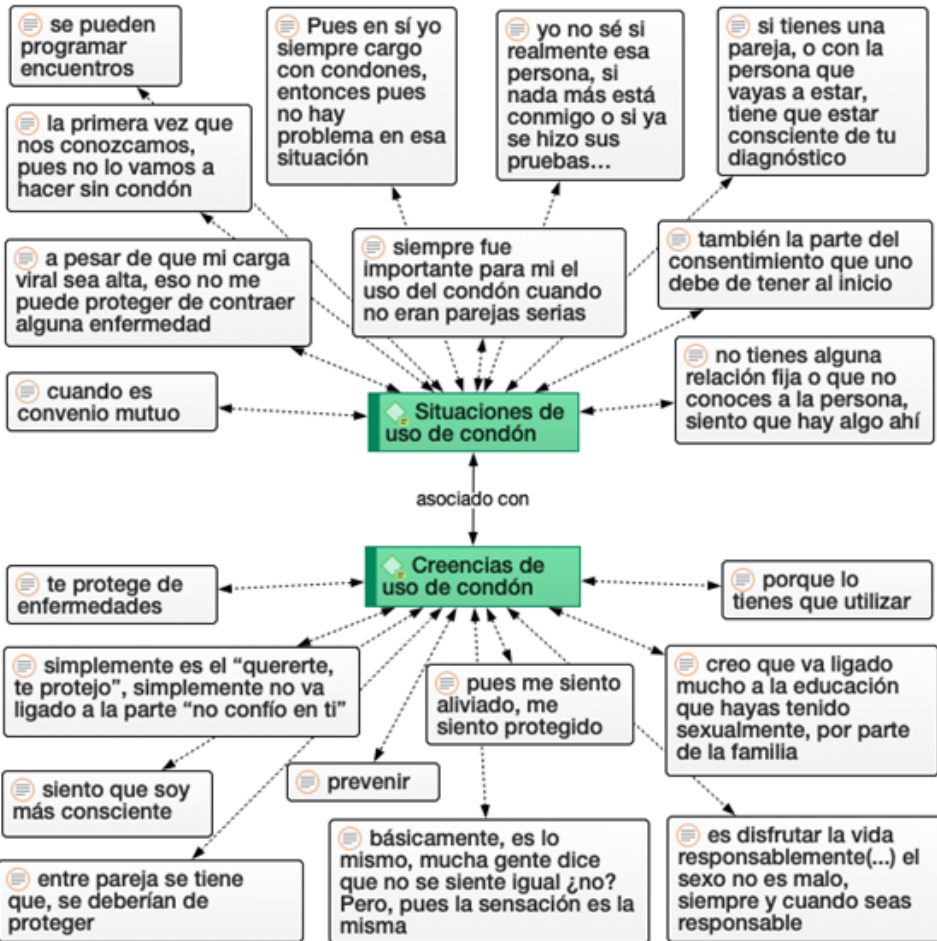 se pueden
programar
encuentros
Pues en sí yo
siempre cargo
con condones,
entonces pues
no hay
problema en esa
situación
yo no sé si
realmente esa
persona, si
nada más está
conmigo o si ya
se hizo sus
pruebas...
si tienes una
pareja, o con la
persona que
vayas a estar,
tiene que estar
consciente de tu
diagnóstico
la primera vez que
nos conozcamos,
pues no lo vamos a
hacer sin condón
a pesar de que mi carga
viral sea alta, eso no me
puede proteger de contraer
alguna enfermedad
siempre fue
importante para mi el
uso del condón cuando
no eran parejas serias
también la parte del
consentimiento que uno
debe de tener al inicio
cuando es
convenio mutuo
Situaciones de
uso de condón
no tienes alguna
relación fija o que no
conoces a la persona,
siento que hay algo ahí
asociado con
Creencias de
uso de condón
te protege de
enfermedades
porque lo
tienes que utilizar
simplemente es el “quererte,
te protejo”, simplemente no va
ligado a la parte “no confío en ti”
pues me siento
aliviado, me
siento protegido
creo que va ligado
mucho a la educación
que hayas tenido
sexualmente, por parte
de la familia
siento que soy
más consciente
prevenir
entre pareja se tiene
que, se deberían de
proteger
básicamente, es lo
mismo, mucha gente dice
que no se siente igual ¿no?
Pero, pues la sensación es la
misma
es disfrutar la vida
responsablemente(...) el
sexo no es malo,
siempre y cuando seas
responsable